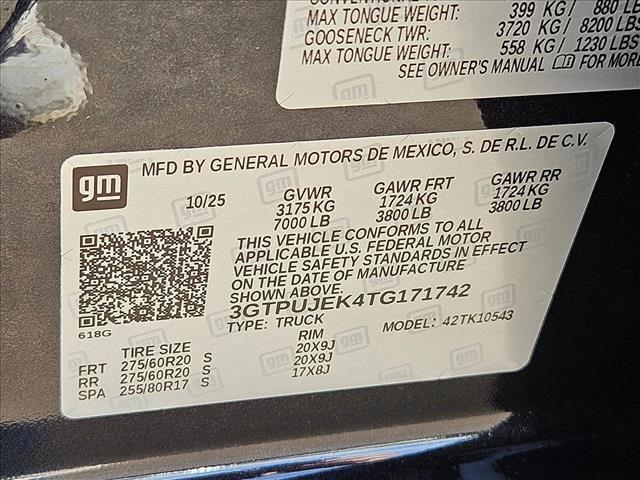 MAX TONGUE WEIGHT: 399 KG / 880 LB
GOOSENECK TWR: 3720 KG / 8200 LBS
MAX TONGUE WEIGHT: 558 KG / 1230 LBS
SEE OWNER'S MANUAL FOR MORE
gm
MFD BY GENERAL MOTORS DE MEXICO, S. DE R.L. DE C.V.
10/25 GVWR GAWR FRT GAWR RR
3175 KG 1724 KG 1724 KG
7000 LB 3800 LB 3800 LB
THIS VEHICLE CONFORMS TO ALL
APPLICABLE U.S. FEDERAL MOTOR
VEHICLE SAFETY STANDARDS IN EFFECT
ON THE DATE OF MANUFACTURE
SHOWN ABOVE.
3GTPUJEK4TG171742
618G
TYPE: TRUCK MODEL: 42TK10543
TIRE SIZE RIM
FRT 275/60R20 S 20X9J
RR 275/60R20 S 20X9J
SPA 255/80R17 S 17X8J